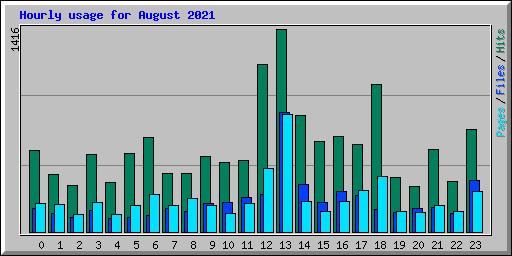 Hourly usage for August 2021
1416
Pages / Files / Hits
0 1 2 3 4 5 6 7 8 9 10 11 12 13 14 15 16 17 18 19 20 21 22 23